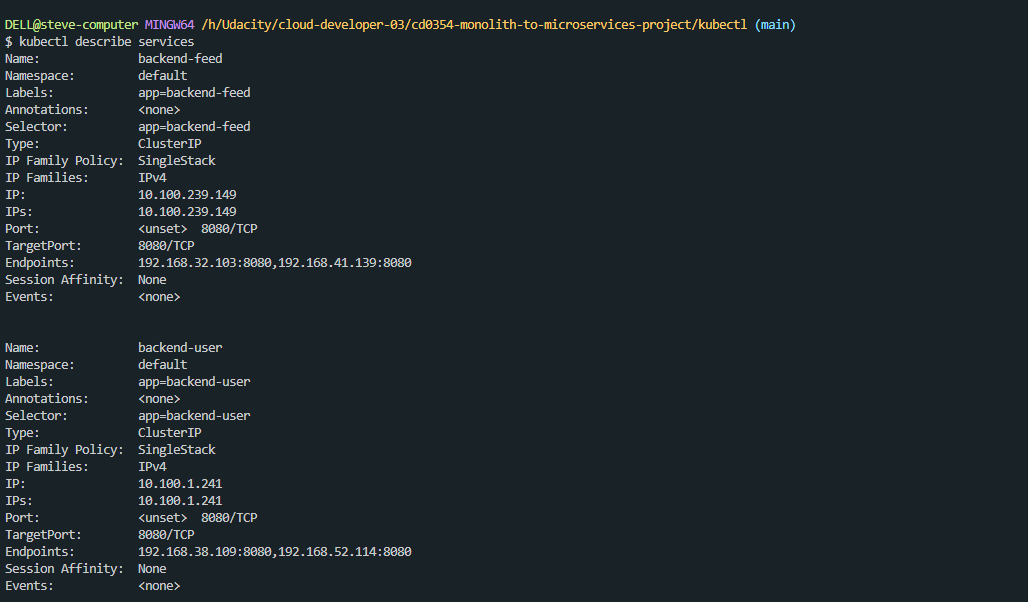 DELL@steve-computer MINGW64 /h/Udacity/cloud-developer-03/cd0354-monolith-to-microservices-project/kubectl (main)
$ kubectl describe services
Name:              backend-feed
Namespace:         default
Labels:            app=backend-feed
Annotations:       <none>
Selector:          app=backend-feed
Type:              ClusterIP
IP Family Policy:  SingleStack
IP Families:       IPv4
IP:                10.100.239.149
IPs:               10.100.239.149
Port:              <unset>  8080/TCP
TargetPort:        8080/TCP
Endpoints:         192.168.32.103:8080,192.168.41.139:8080
Session Affinity:  None
Events:            <none>
Name:              backend-user
Namespace:         default
Labels:            app=backend-user
Annotations:       <none>
Selector:          app=backend-user
Type:              ClusterIP
IP Family Policy:  SingleStack
IP Families:       IPv4
IP:                10.100.1.241
IPs:               10.100.1.241
Port:              <unset>  8080/TCP
TargetPort:        8080/TCP
Endpoints:         192.168.38.109:8080,192.168.52.114:8080
Session Affinity:  None
Events:            <none>